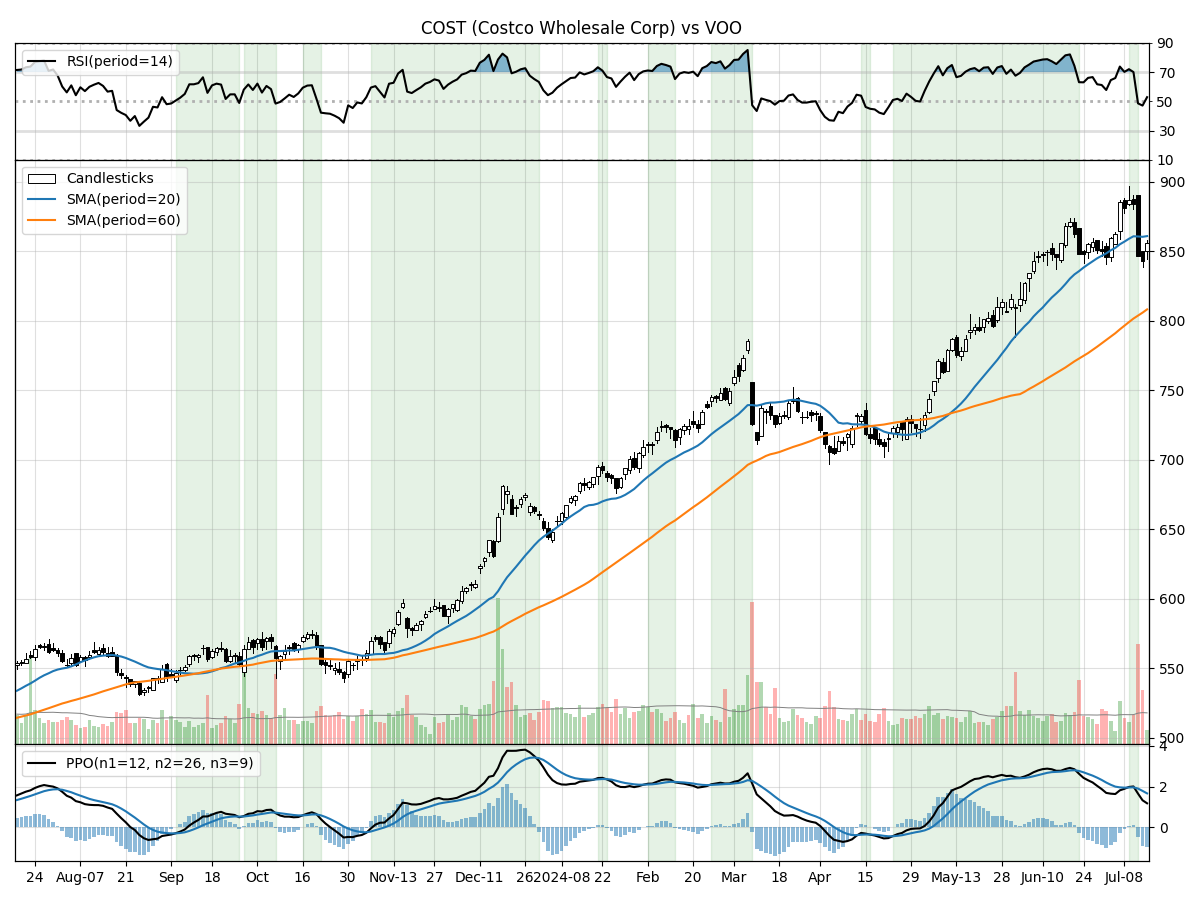 COST (Costco Wholesale Corp) vs VOO
RSI(period=14)
90
70
50
30
10
Candlesticks
SMA(period=20)
SMA(period=60)
900
850
800
750
700
650
600
550
500
PPO(n1=12, n2=26, n3=9)
4
2
0
24 Aug-07 21 Sep 18 Oct 16 30 Nov-13 27 Dec-11 26 2024-08 22 Feb 20 Mar 18 Apr 15 29 May-13 28 Jun-10 24 Jul-08